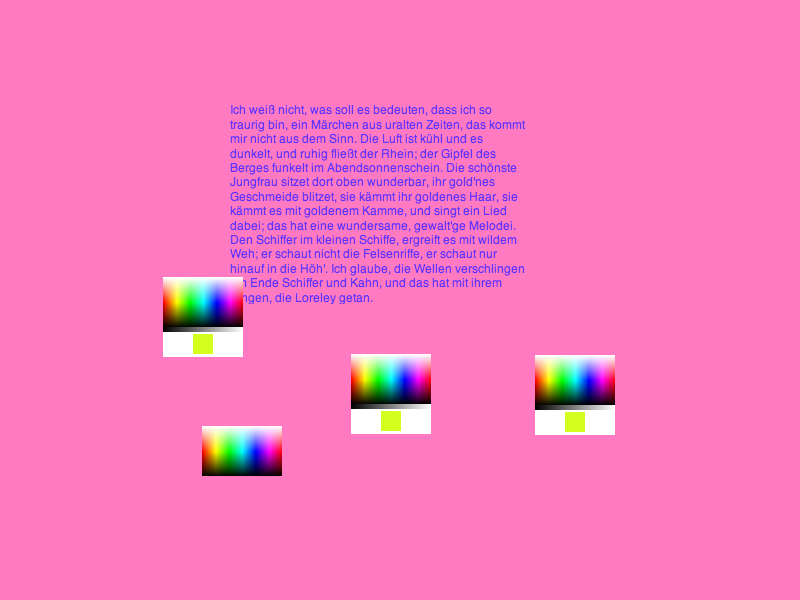 Ich weiß nicht, was soll es bedeuten, dass ich so
traurig bin, ein Märchen aus uralten Zeiten, das kommt
mir nicht aus dem Sinn. Die Luft ist kühl und es
dunkelt, und ruhig fließt der Rhein; der Gipfel des
Berges funkelt im Abendsonnenschein. Die schönste
Jungfrau sitzet dort oben wunderbar, ihr gold'nes
Geschmeide blitzet, sie kämmt ihr goldenes Haar, sie
kämmt es mit goldenem Kamme, und singt ein Lied
dabei; das hat eine wundersame, gewalt'ge Melodei.
Den Schiffer im kleinen Schiffe, ergreift es mit wildem
Weh; er schaut nicht die Felsenriffe, er schaut nur
hinauf in die Höh'. Ich glaube, die Wellen verschlingen
Ende Schiffer und Kahn, und das hat mit ihrem
die Loreley getan.